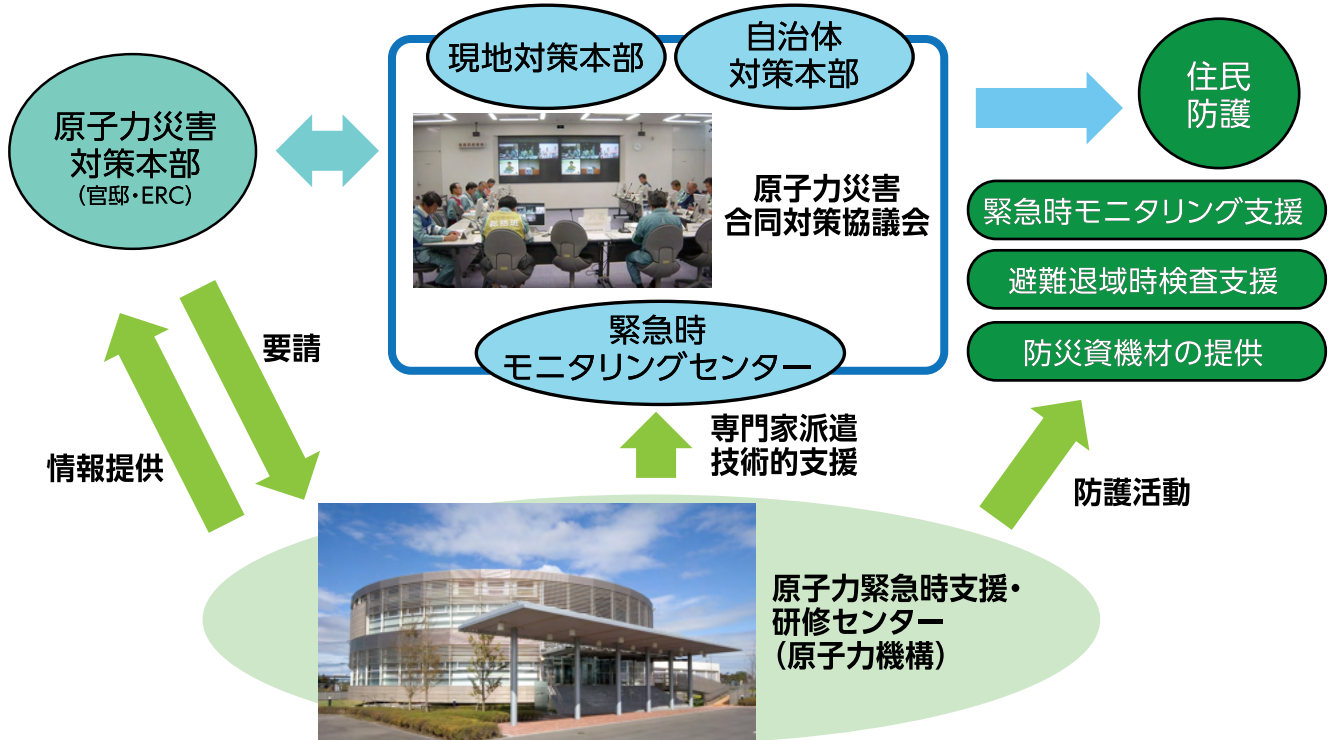 現地対策本部
自治体
対策本部
原子力災害
対策本部
(官邸・ERC)
住民
防護
原子力災害
合同対策協議会
緊急時モニタリング支援
避難退域時検査支援
防災資機材の提供
緊急時
モニタリングセンター
要請
情報提供
専門家派遣
技術的支援
防護活動
原子力緊急時支援・
研修センター
（原子力機構）